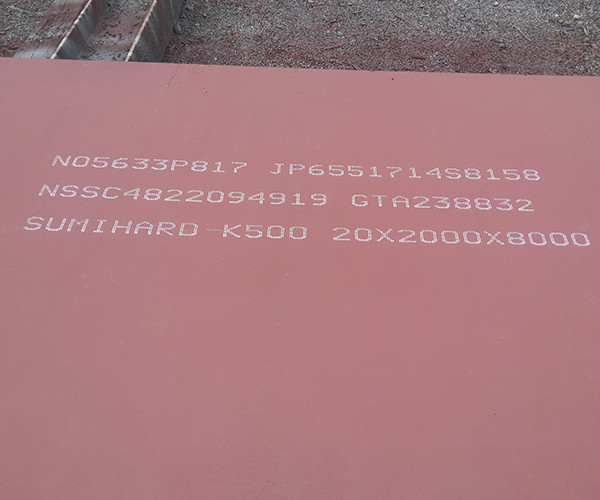 NO5633P817 JP6551714S8158
NSSC4822094919 GTA238832
SUMIHARD-K500 20X2000X8000